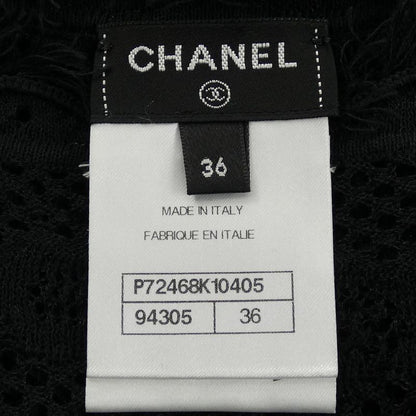 CHANEL
36
MADE IN ITALY
FABRIQUE EN ITALIE
P72468K10405
94305 36